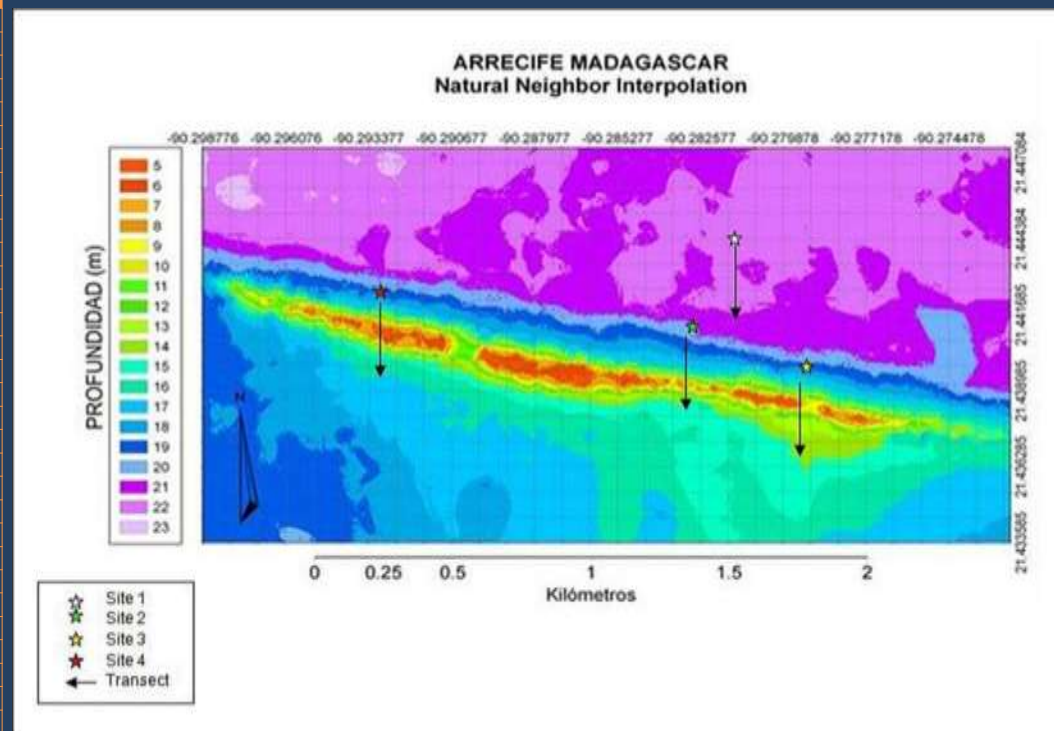 ARRECIFE MADAGASCAR
Natural Neighbor Interpolation
-90.298776 -90.296076 -90.293377 -90.290677 -90.287977 -90.285277 -90.282577 -90.279878 -90.277178 -90.274478
PROFUNDIDAD (m)
5
6
7
8
9
10
11
12
13
14
15
16
17
18
19
20
21
22
23
N
21.447084
21.444384
21.441685
21.438985
21.436285
21.433585
0 0.25 0.5 1 1.5 2
Kilómetros
Site 1
Site 2
Site 3
Site 4
Transect